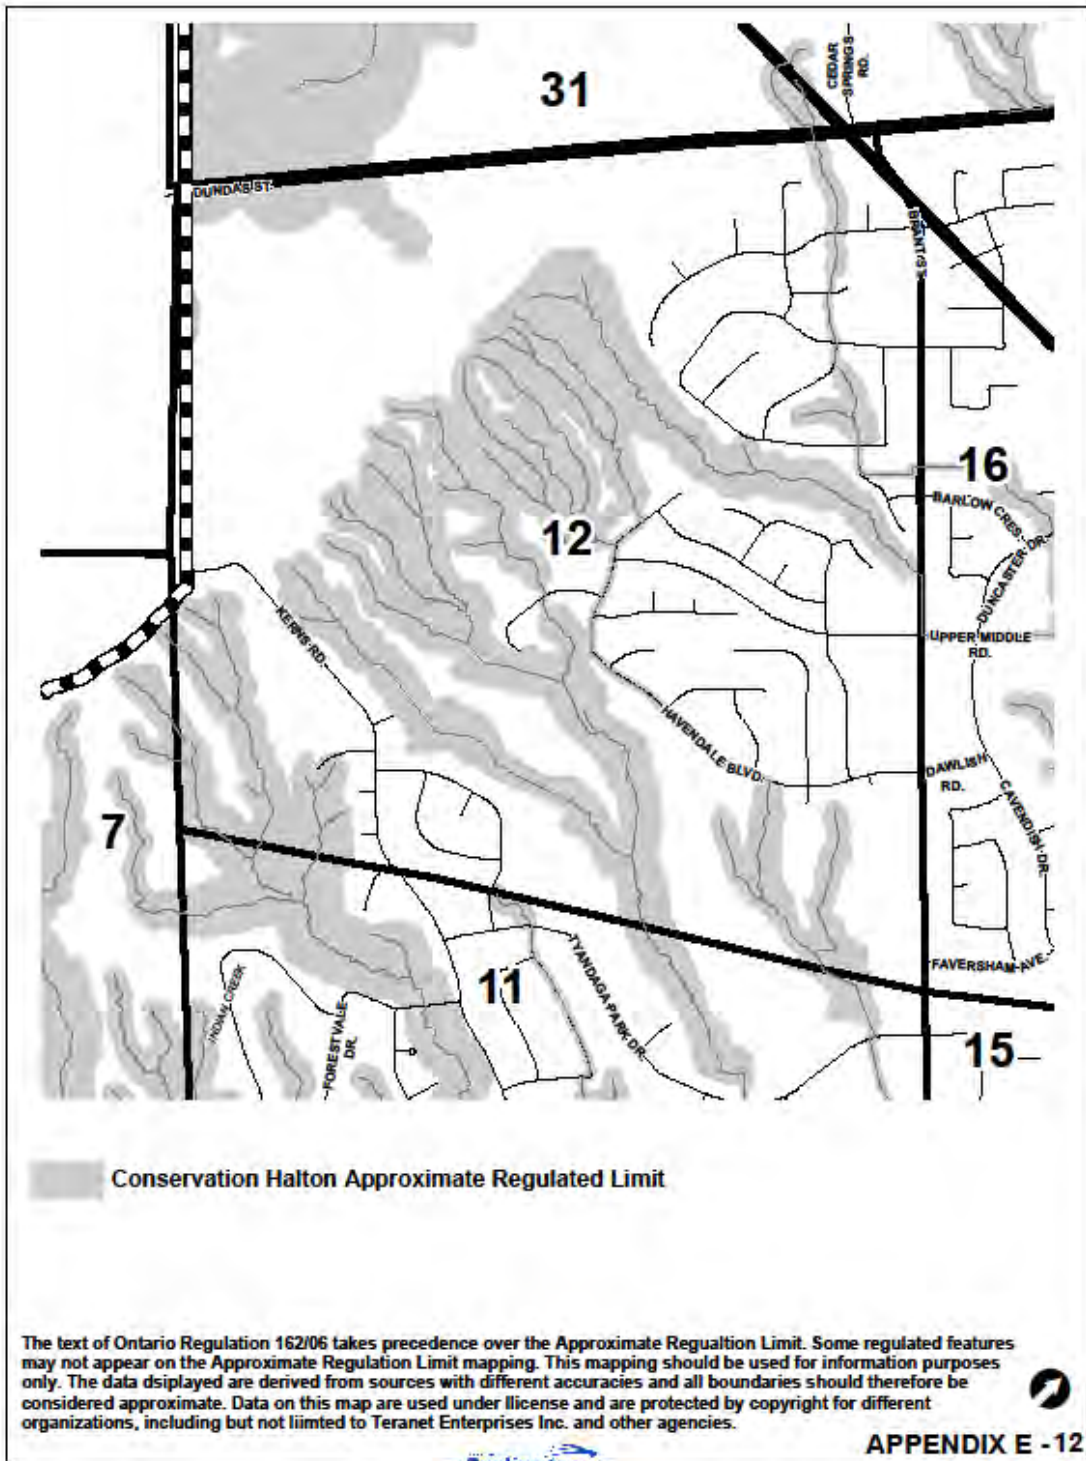 31
CEDAR
SPRINGS
RD.
DUNDAS ST.
BRANT ST.
16
BARLOW CRES.
12
DUNCASTER DR.
KERNS RD.
UPPER MIDDLE
RD.
HAVENDALE BLVD.
DAWLISH
RD.
CAVENDISH DR.
7
FAVERSHAM AVE.
TYANDAGA PARK DR.
11
INDIAN CREEK
FORESTVALE
DR.
15
Conservation Halton Approximate Regulated Limit
The text of Ontario Regulation 162/06 takes precedence over the Approximate Regualtion Limit. Some regulated features
may not appear on the Approximate Regulation Limit mapping. This mapping should be used for information purposes
only. The data dsiplayed are derived from sources with different accuracies and all boundaries should therefore be
considered approximate. Data on this map are used under llicense and are protected by copyright for different
organizations, including but not liimted to Teranet Enterprises Inc. and other agencies.
APPENDIX E - 12